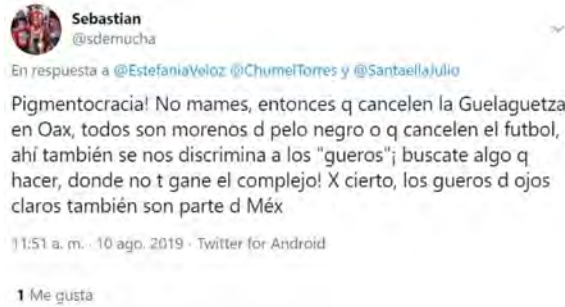 Sebastian
@sdemucha
En respuesta a @EstefaniaVeloz @ChumelTorres y @SantaellaJulio
Pigmentocracia! No mames, entonces q cancelen la Guelaguetza
en Oax, todos son morenos d pelo negro o q cancelen el futbol,
ahí también se nos discrimina a los "gueros"¡ buscate algo q
hacer, donde no t gane el complejo! X cierto, los gueros d ojos
claros también son parte d Méx
11:51 a. m. · 10 ago. 2019 · Twitter for Android
1 Me gusta